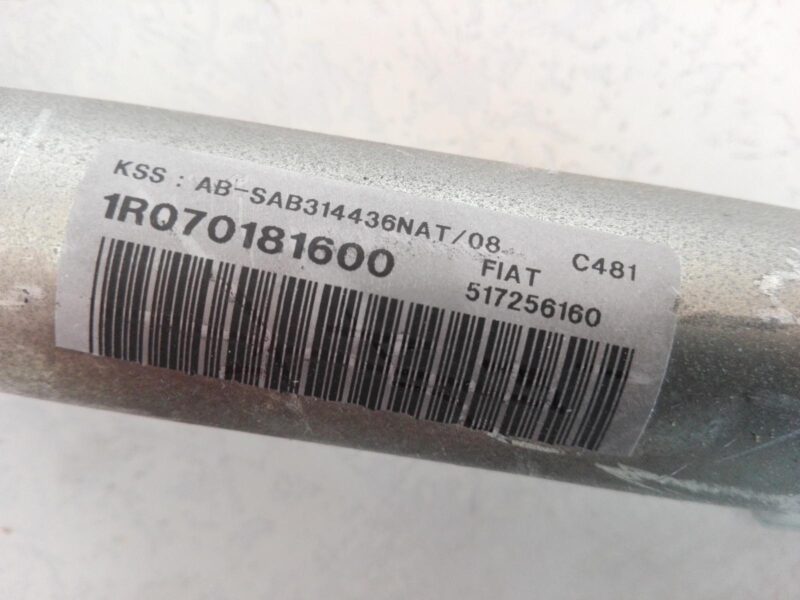 KSS : AB-SAB314436NAT/08 C481
1R070181600 FIAT
517256160